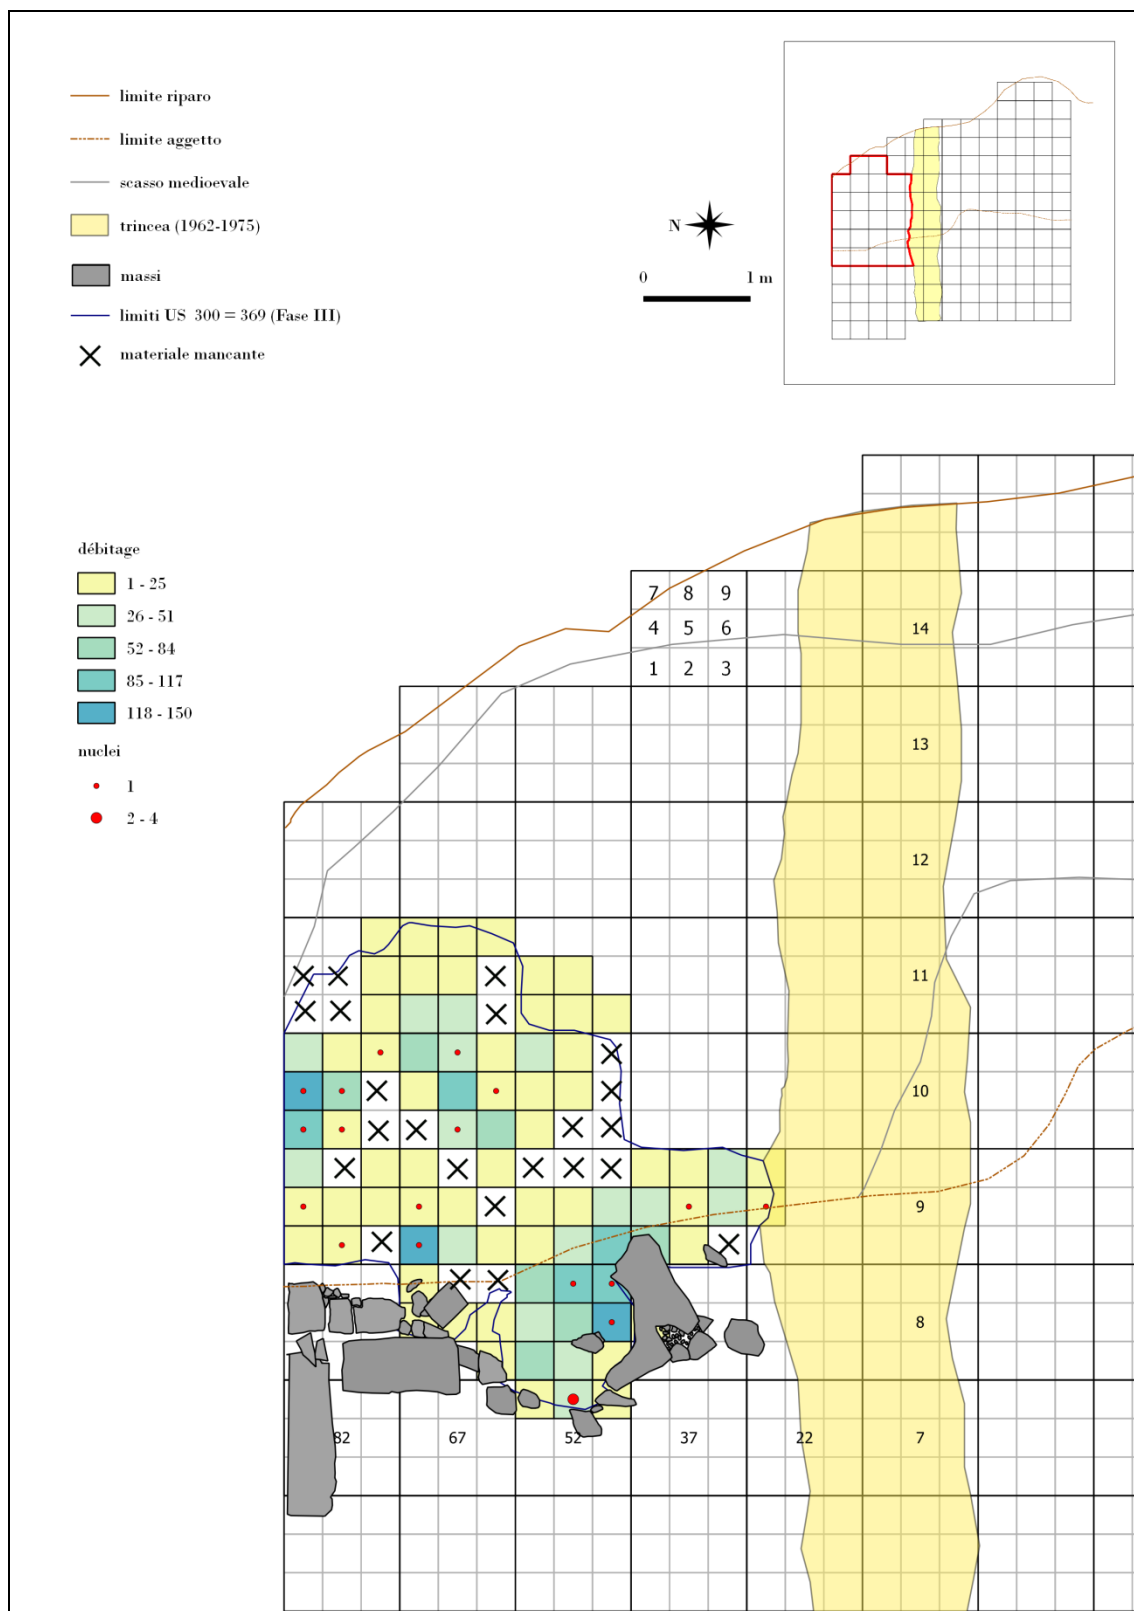 limite riparo
limite aggetto
scasso medioevale
trincea (1962-1975)
massi
limiti US 300 = 369 (Fase III)
materiale mancante
N
0 1 m
débitage
1 - 25
26 - 51
52 - 84
85 - 117
118 - 150
nuclei
1
2 - 4
7 8 9
4 5 6
1 2 3
14
13
12
11
10
9
8
82 67 52 37 22 7